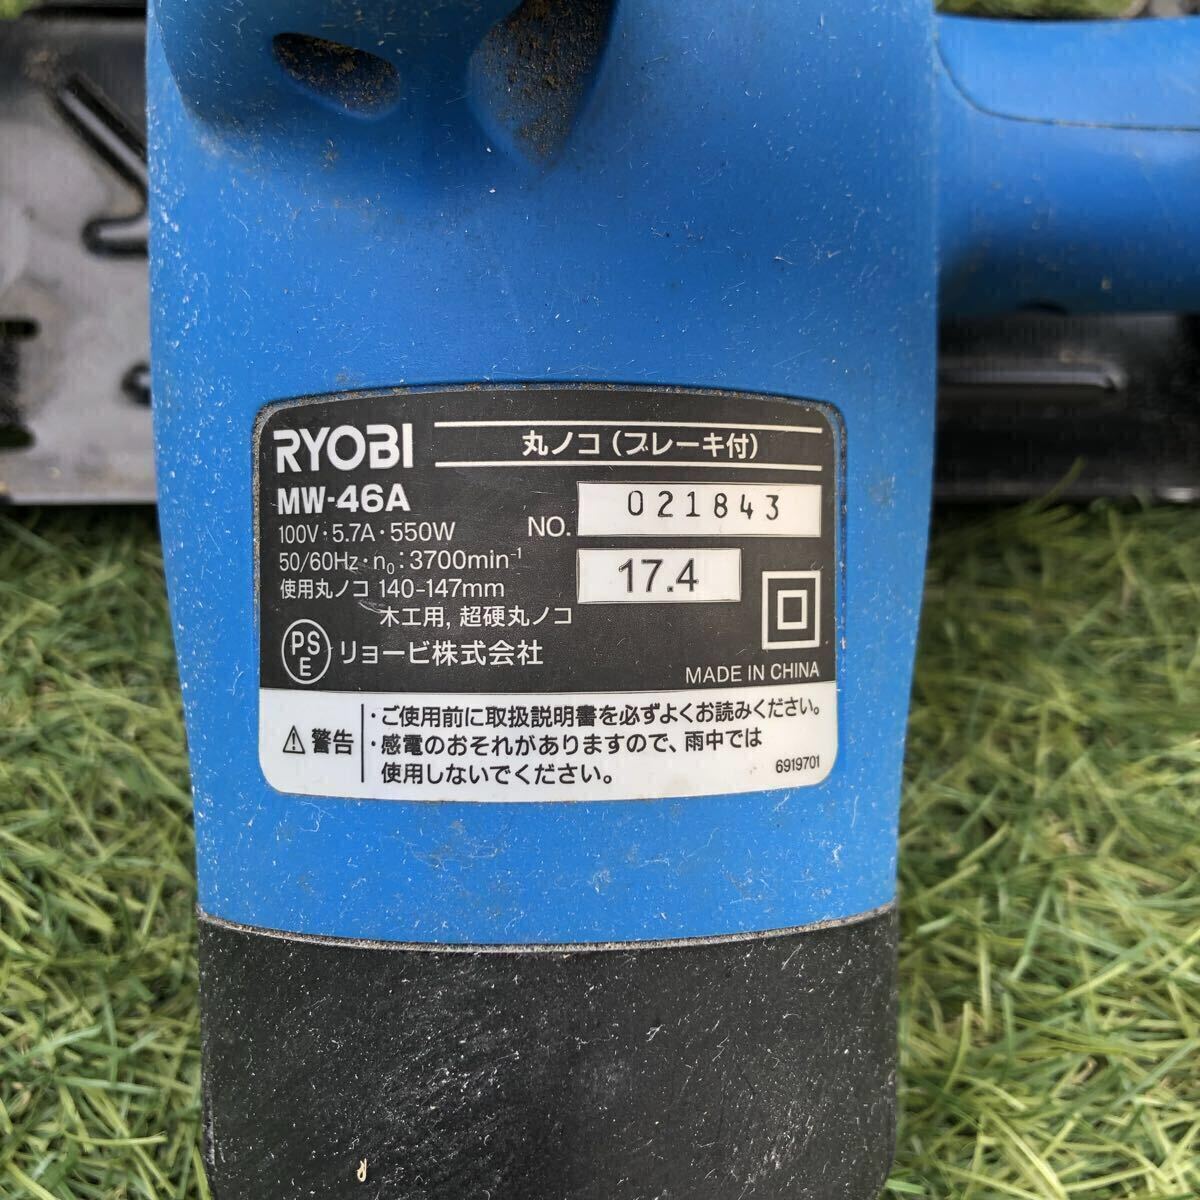 RYOBI
丸ノコ(ブレーキ付)
MW-46A
NO. 021843
100V・5.7A・550W
50/60Hz・n₀:3700min⁻¹
17.4
使用丸ノコ 140-147mm
木工用, 超硬丸ノコ
PSE リョービ株式会社
MADE IN CHINA
⚠警告
・ご使用前に取扱説明書を必ずよくお読みください。
・感電のおそれがありますので、雨中では
使用しないでください。
6919701